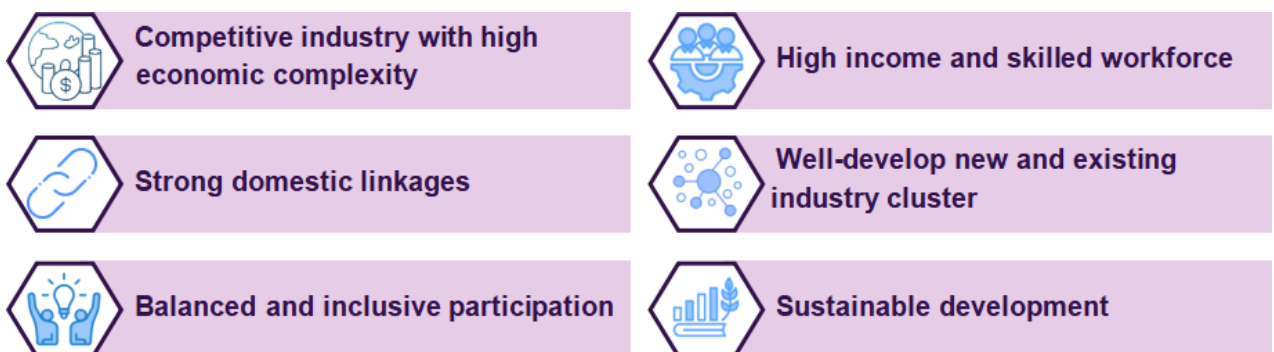 Competitive industry with high
economic complexity
High income and skilled workforce
Strong domestic linkages
Well-develop new and existing
industry cluster
Balanced and inclusive participation
Sustainable development
$